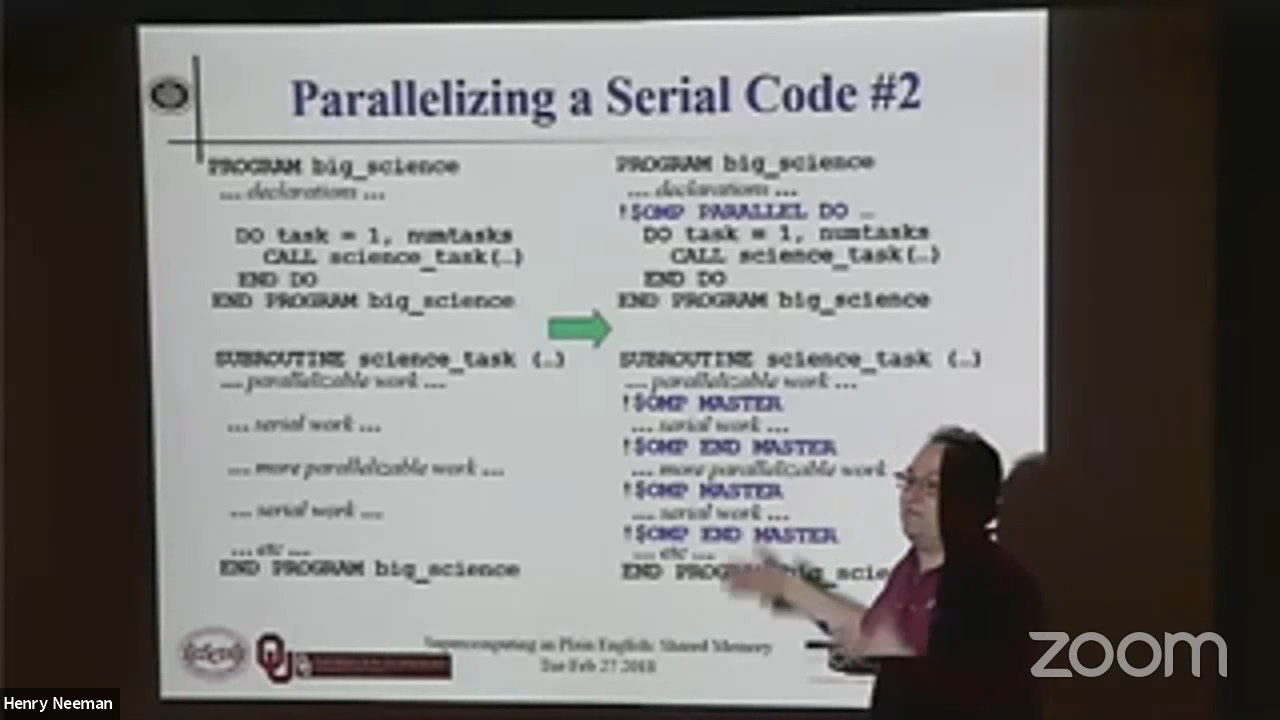 Parallelizing a Serial Code #2
PROGRAM big_science
... declarations ...
DO task = 1, numtasks
CALL science_task(…)
END DO
END PROGRAM big_science
SUBROUTINE science_task (…)
... parallelizable work ...
... serial work ...
... more parallelizable work ...
... serial work ...
... etc ...
END PROGRAM big_science
PROGRAM big_science
... declarations ...
!$OMP PARALLEL DO …
DO task = 1, numtasks
CALL science_task(…)
END DO
END PROGRAM big_science
SUBROUTINE science_task (…)
... parallelizable work ...
!$OMP MASTER
... serial work ...
!$OMP END MASTER
... more parallelizable work
!$OMP MASTER
... serial work ...
!$OMP END MASTER
... etc ...
END PROGRAM big_scie
Supercomputing in Plain English: Shared Memory
Tue Feb 27 2018
zoom
Henry Neeman